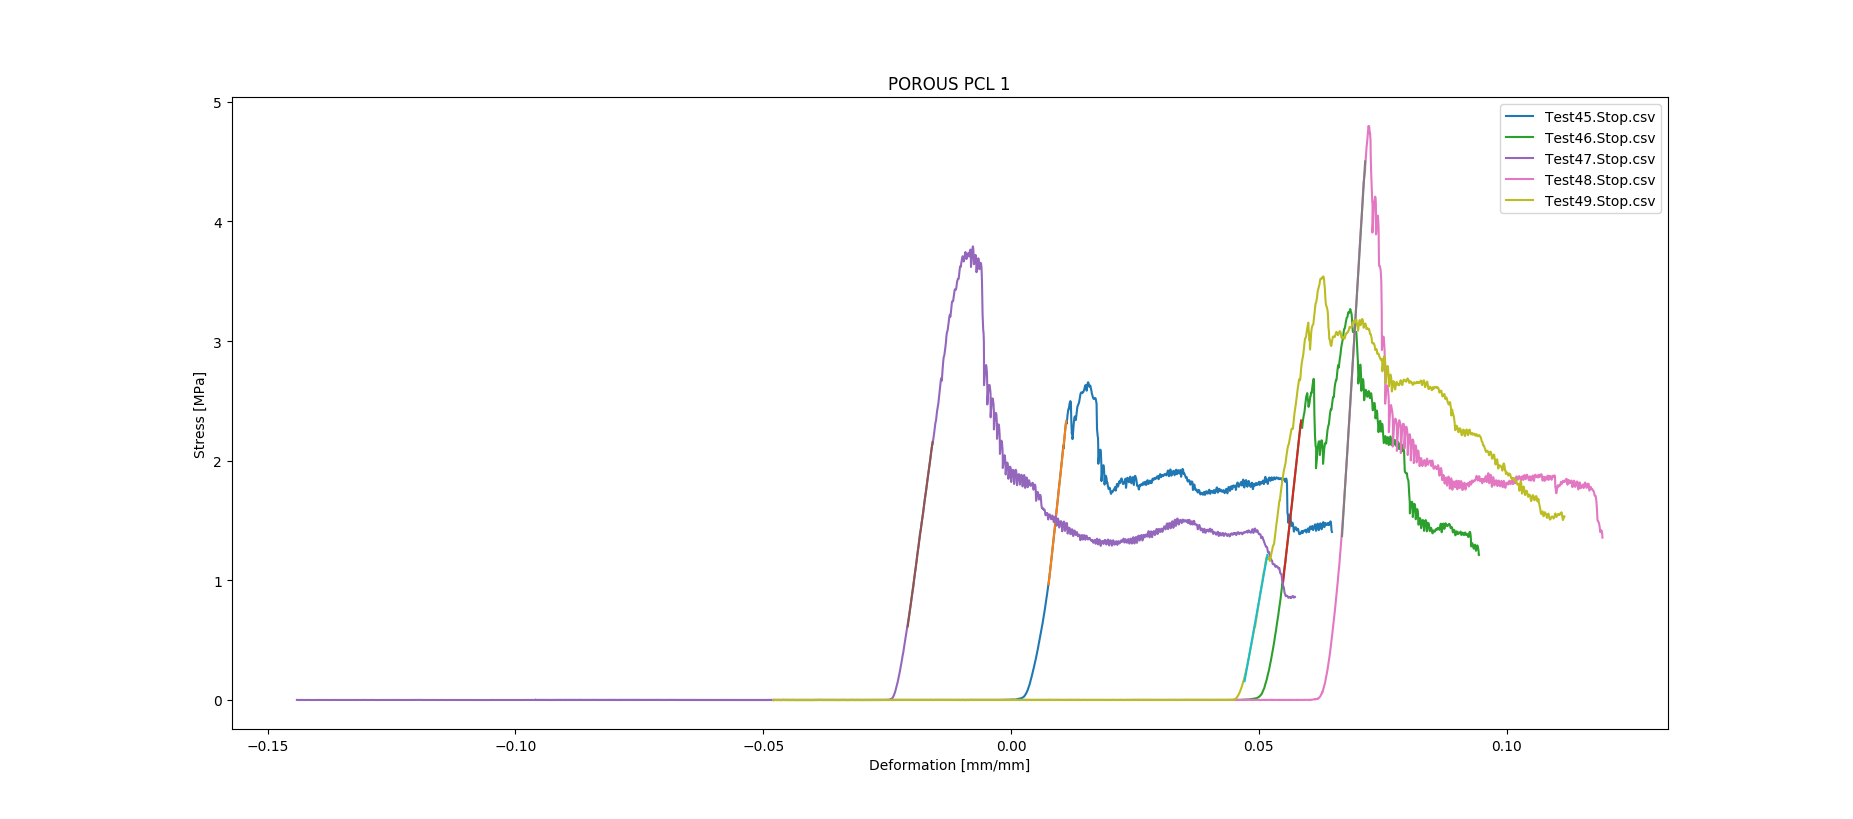 POROUS PCL 1
5
4
3
2
1
0
Stress [MPa]
Test45.Stop.csv
Test46.Stop.csv
Test47.Stop.csv
Test48.Stop.csv
Test49.Stop.csv
−0.15 −0.10 −0.05 0.00 0.05 0.10
Deformation [mm/mm]